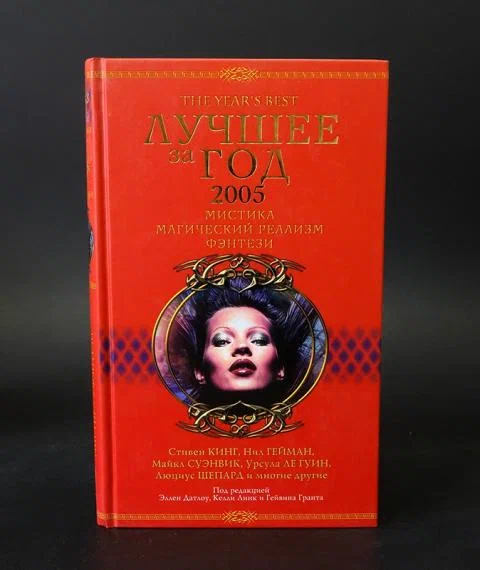 THE YEAR'S BEST
ЛУЧШЕЕ
за ГОД
2005
МИСТИКА
МАГИЧЕСКИЙ РЕАЛИЗМ
ФЭНТЕЗИ
Стивен КИНГ, Нил ГЕЙМАН,
Майкл СУЭНВИК, Урсула ЛЕ ГУИН,
Люциус ШЕПАРД и многие другие
Под редакцией
Эллен Датлоу, Келли Линк и Гевина Гранта